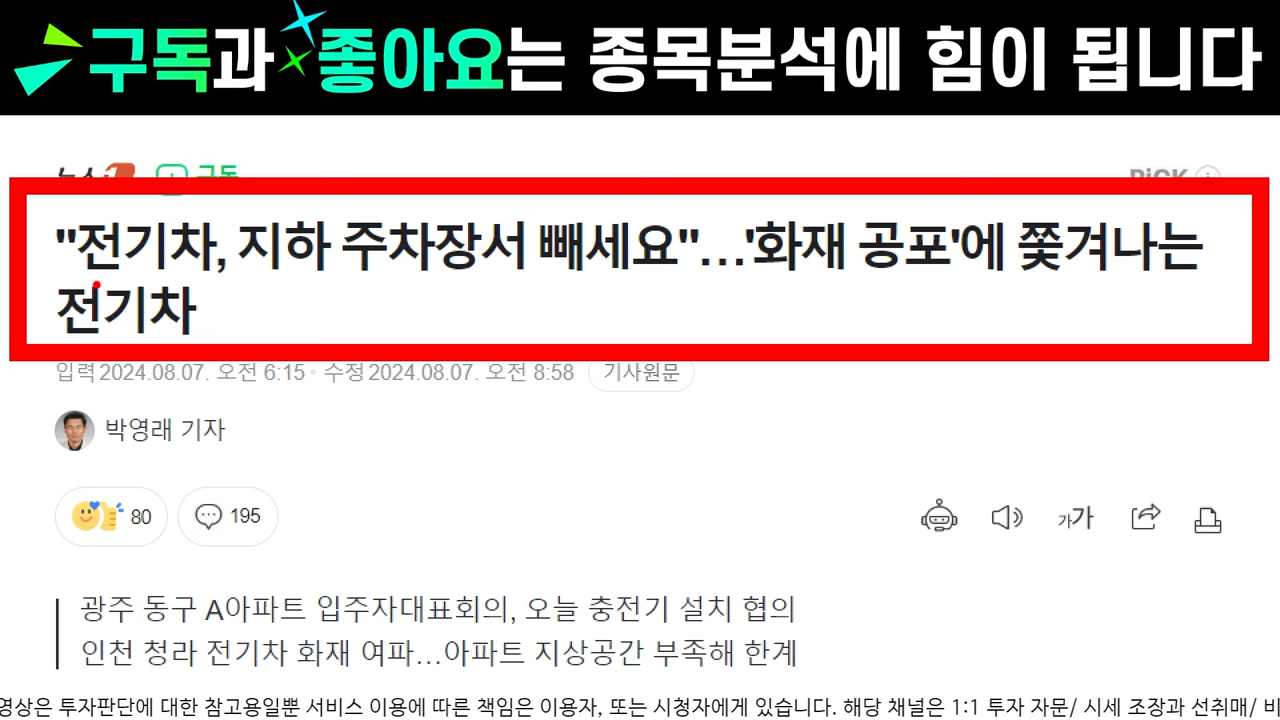 구독과 좋아요는 종목분석에 힘이 됩니다
구독
PiCK
"전기차, 지하 주차장서 빼세요"…'화재 공포'에 쫓겨나는
전기차
입력 2024.08.07. 오전 6:15 수정 2024.08.07. 오전 8:58 기사원문
박영래 기자
80 195
가가
광주 동구 A아파트 입주자대표회의, 오늘 충전기 설치 협의
인천 청라 전기차 화재 여파…아파트 지상공간 부족해 한계
영상은 투자판단에 대한 참고용일뿐 서비스 이용에 따른 책임은 이용자, 또는 시청자에게 있습니다. 해당 채널은 1:1 투자 자문/ 시세 조장과 선취매/ 비